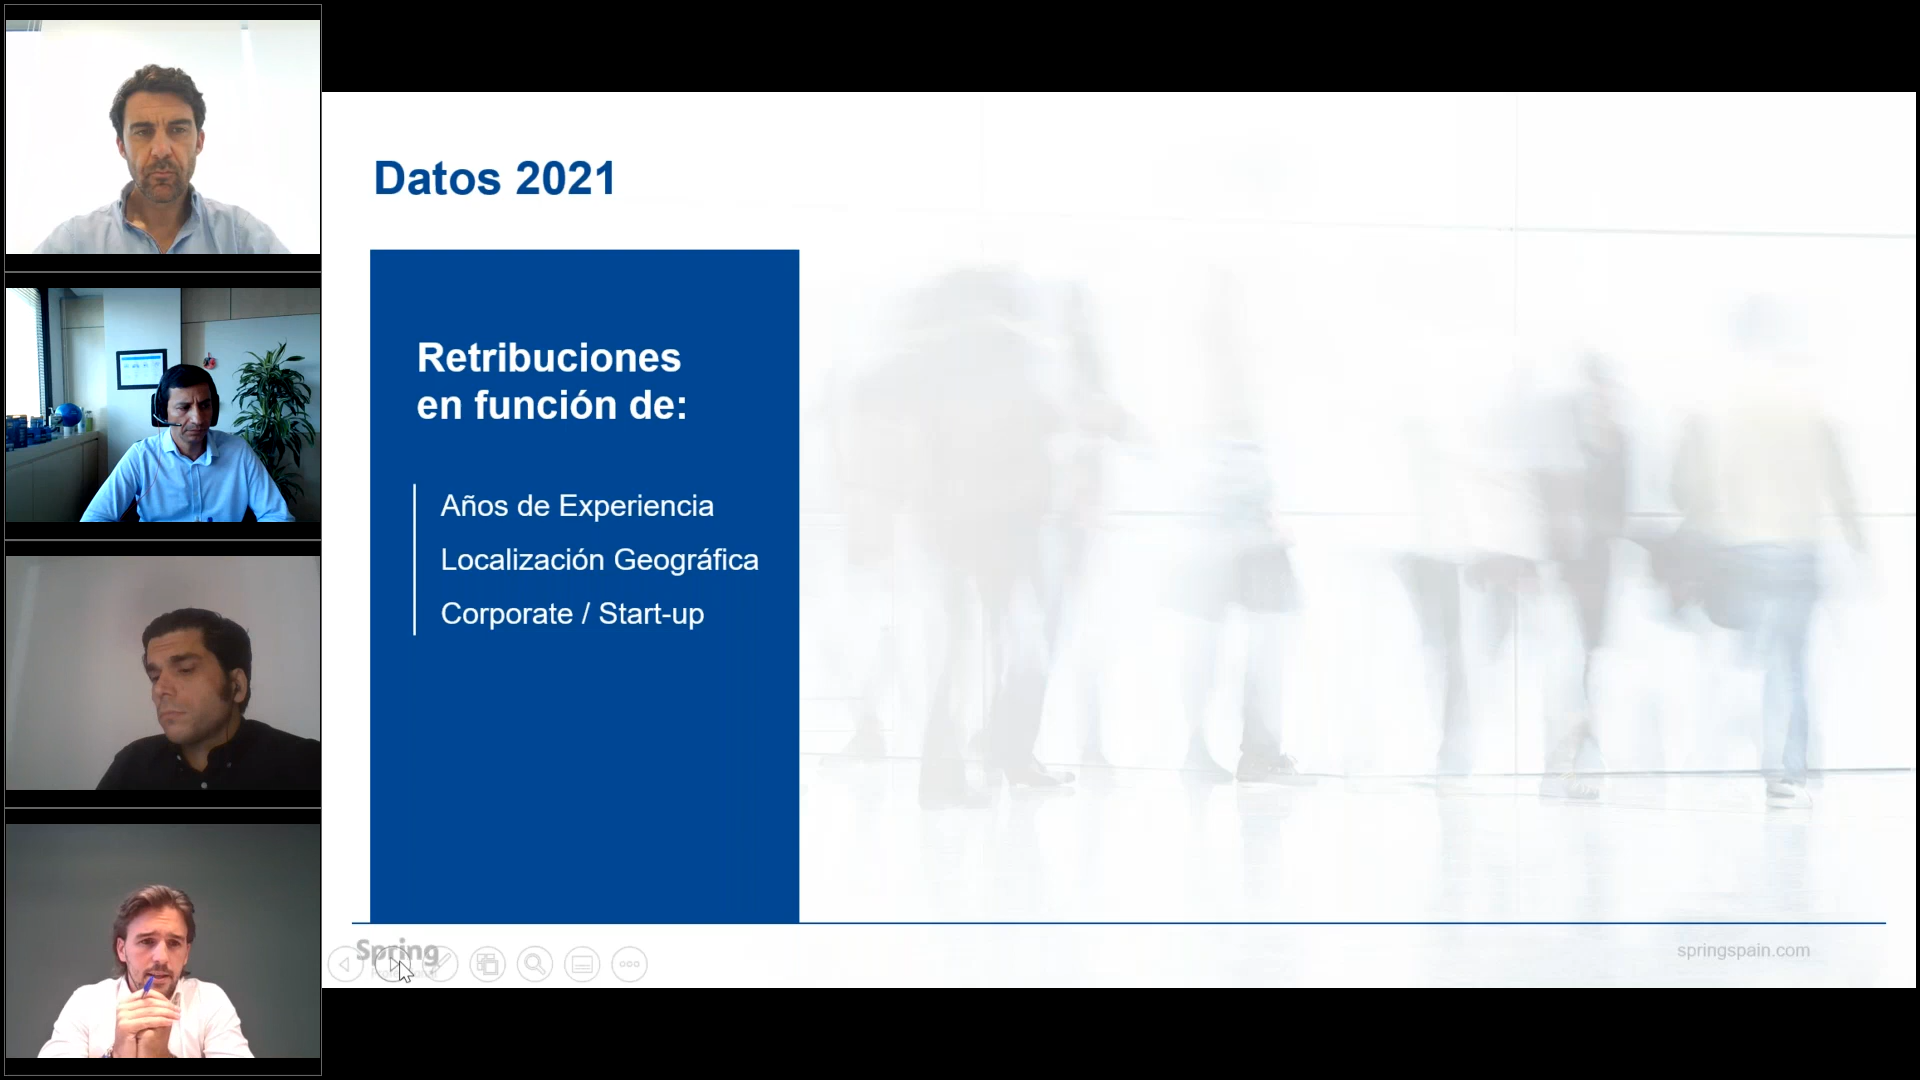 Datos 2021
Retribuciones
en función de:
Años de Experiencia
Localización Geográfica
Corporate / Start-up
Spring
springspain.com